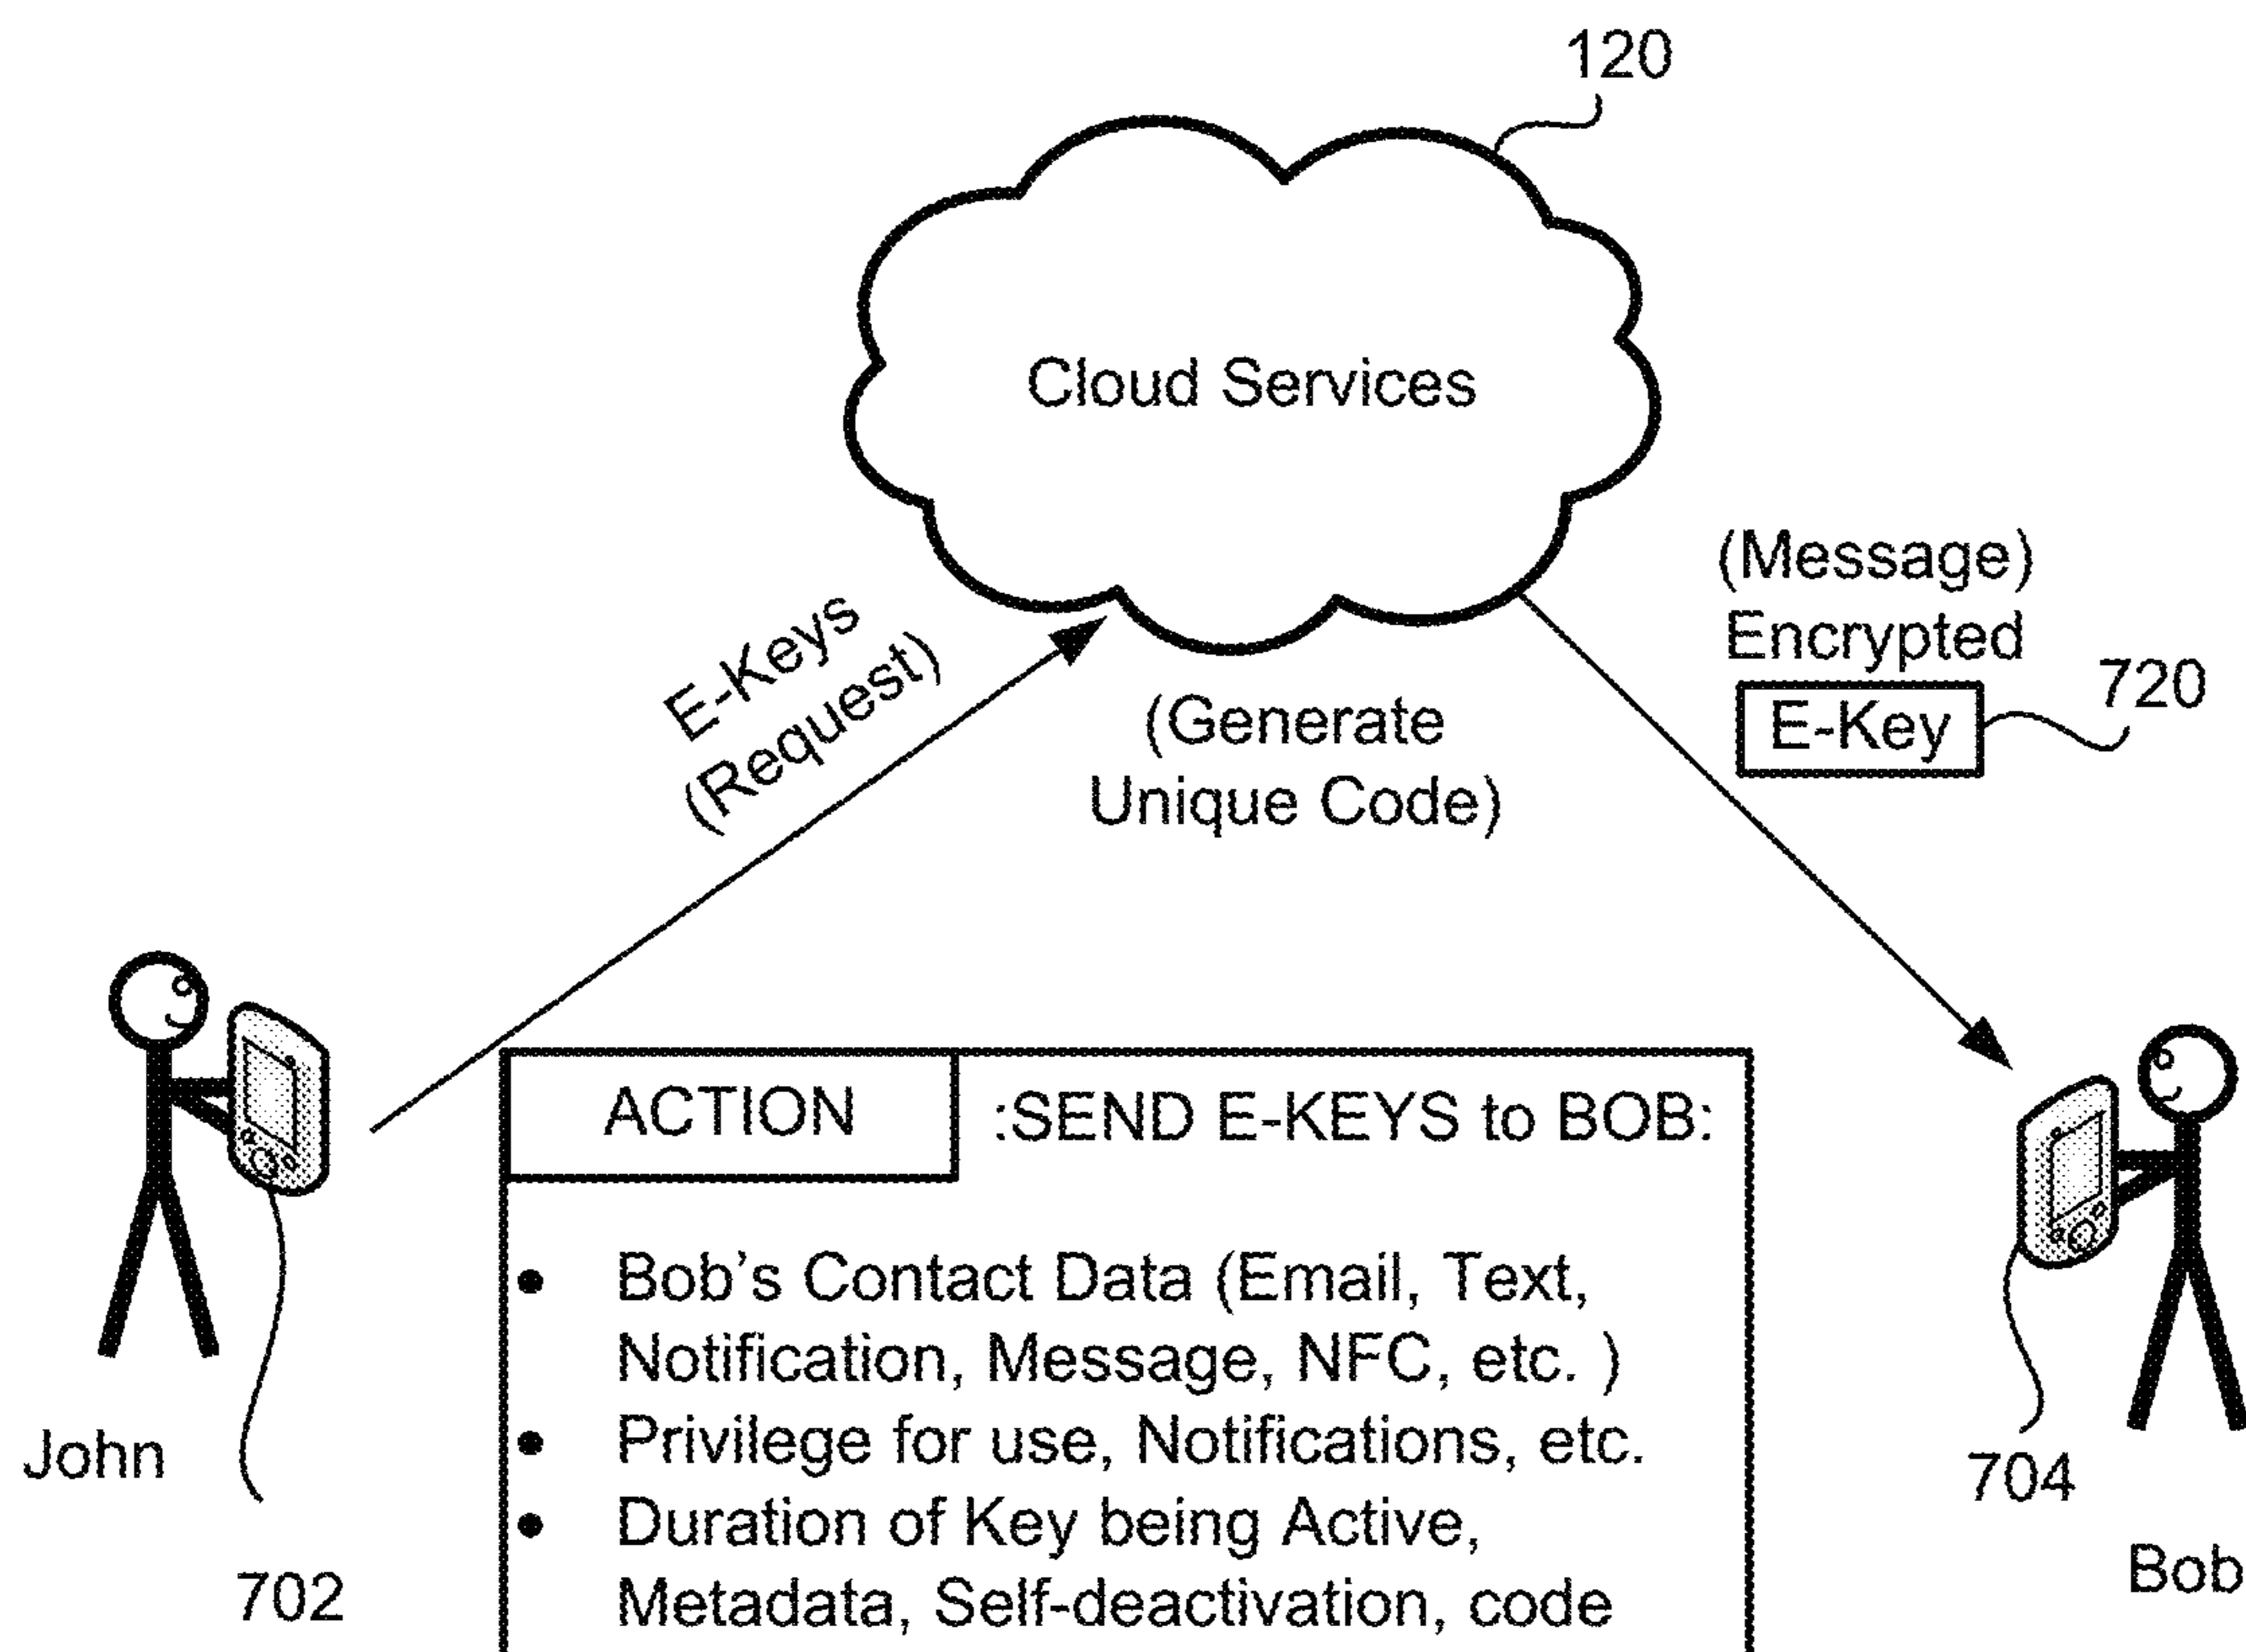 120
Cloud Services
(Message)
Encrypted
E-Key
720
E-Keys
(Request)
(Generate
Unique Code)
ACTION :SEND E-KEYS to BOB:
• Bob's Contact Data (Email, Text,
Notification, Message, NFC, etc. )
• Privilege for use, Notifications, etc.
• Duration of Key being Active,
Metadata, Self-deactivation, code
John
702
704
Bob